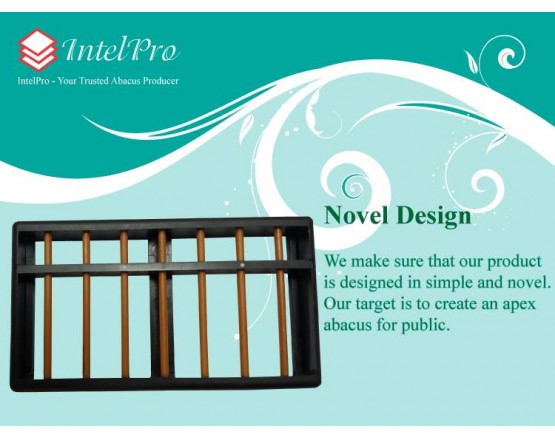 IntelPro
IntelPro - Your Trusted Abacus Producer
Novel Design
We make sure that our product
is designed in simple and novel.
Our target is to create an apex
abacus for public.